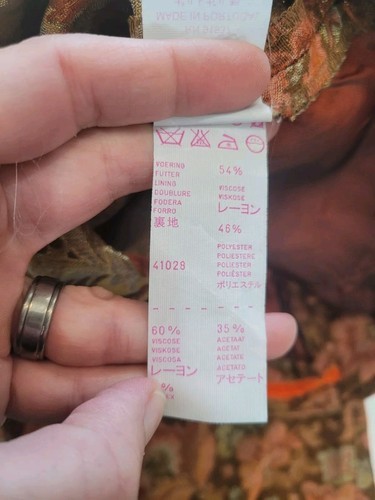 VOERING
FUTTER
LINING
DOUBLURE
FODERA
FORRO
裏地
54%
VISCOSE
VISKOSE
レーヨン
46%
POLYESTER
POLIESTERE
POLIESTER
POLIÉSTER
ポリエステル
41028
60%
VISCOSE
VISKOSE
VISCOSA
レーヨン
35%
ACETAAT
ACETAT
ACETATE
ACETATO
アセテート
%